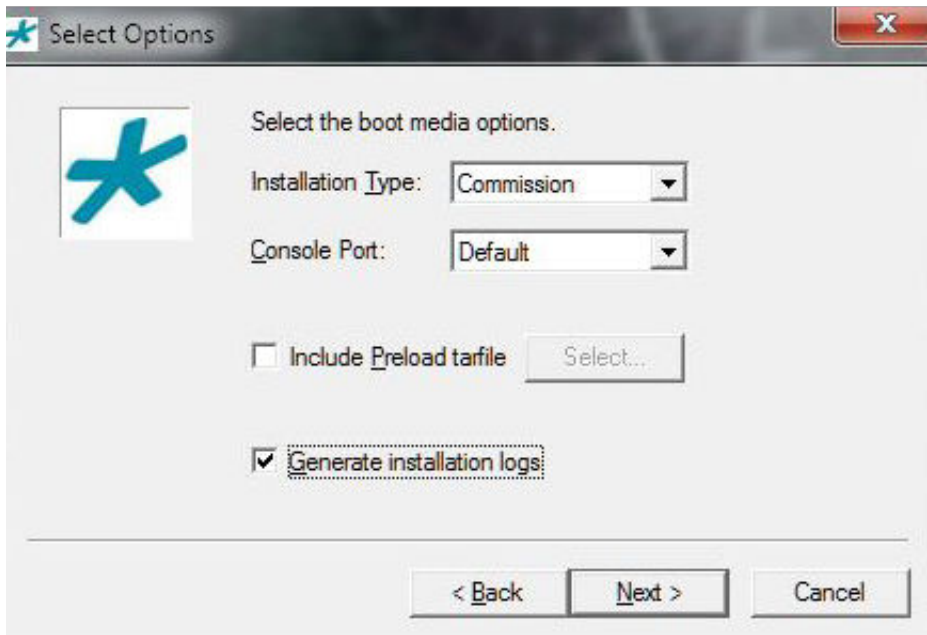 Select Options
Select the boot media options.
Installation Type: Commission
Console Port: Default
Include Preload tarfile Select...
Generate installation logs
< Back Next > Cancel